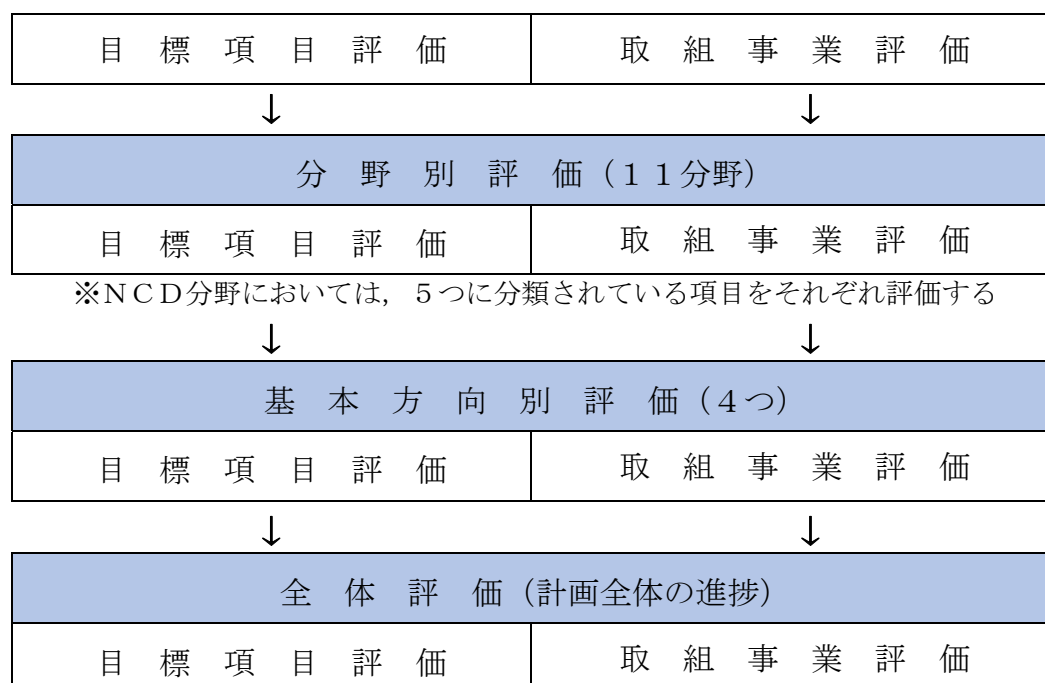 目標項目評価 取組事業評価
↓ ↓
分野別評価（１１分野）
目標項目評価 取組事業評価
※ＮＣＤ分野においては，５つに分類されている項目をそれぞれ評価する
↓ ↓
基本方向別評価（４つ）
目標項目評価 取組事業評価
↓ ↓
全体評価（計画全体の進捗）
目標項目評価 取組事業評価